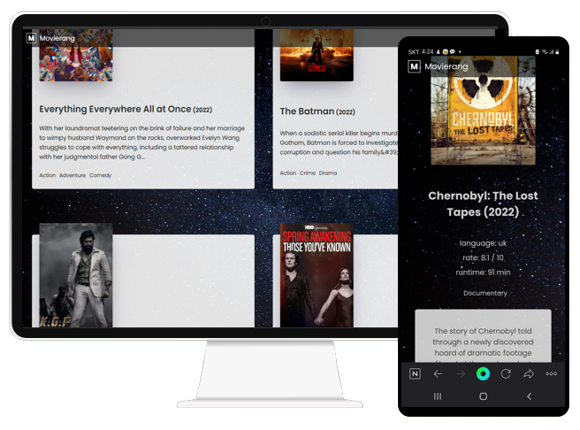 M Movierang
Everything Everywhere All at Once (2022)
With her laundromat teetering on the brink of failure and her marriage
to wimpy husband Waymond on the rocks, overworked Evelyn Wang
struggles to cope with everything, including a tattered relationship
with her judgmental father Gong G...
Action Adventure Comedy
The Batman (2022)
When a sadistic serial killer begins murd
Gotham, Batman is forced to investigate
corruption and question his family&#39;
Action Crime Drama
K.G.F
HBO
SPRING AWAKENING
THOSE YOU'VE KNOWN
SKT 4:24
M Movierang
CHERNOBYL
THE LOST TAPES
Chernobyl: The Lost
Tapes (2022)
language: uk
rate: 8.1 / 10
runtime: 91 min
Documentary
The story of Chernobyl told
through a newly discovered
hoard of dramatic footage
N